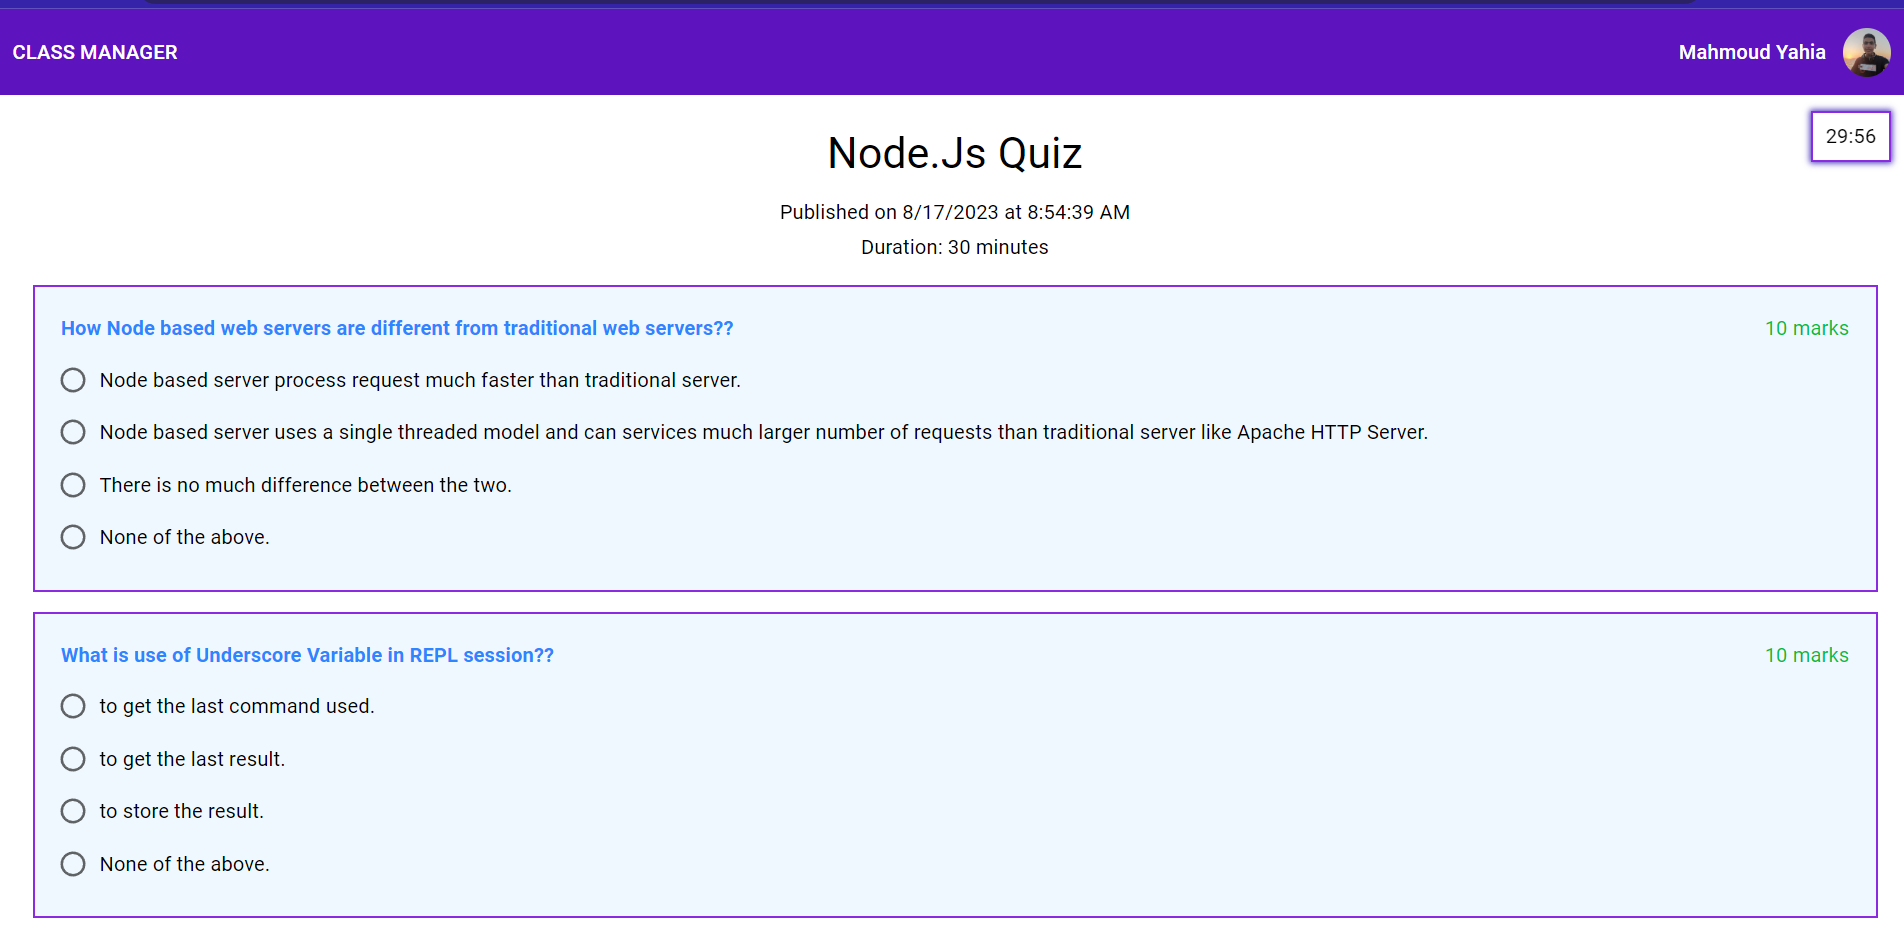 CLASS MANAGER
Mahmoud Yahia
29:56
Node.Js Quiz
Published on 8/17/2023 at 8:54:39 AM
Duration: 30 minutes
How Node based web servers are different from traditional web servers??
10 marks
Node based server process request much faster than traditional server.
Node based server uses a single threaded model and can services much larger number of requests than traditional server like Apache HTTP Server.
There is no much difference between the two.
None of the above.
What is use of Underscore Variable in REPL session??
10 marks
to get the last command used.
to get the last result.
to store the result.
None of the above.